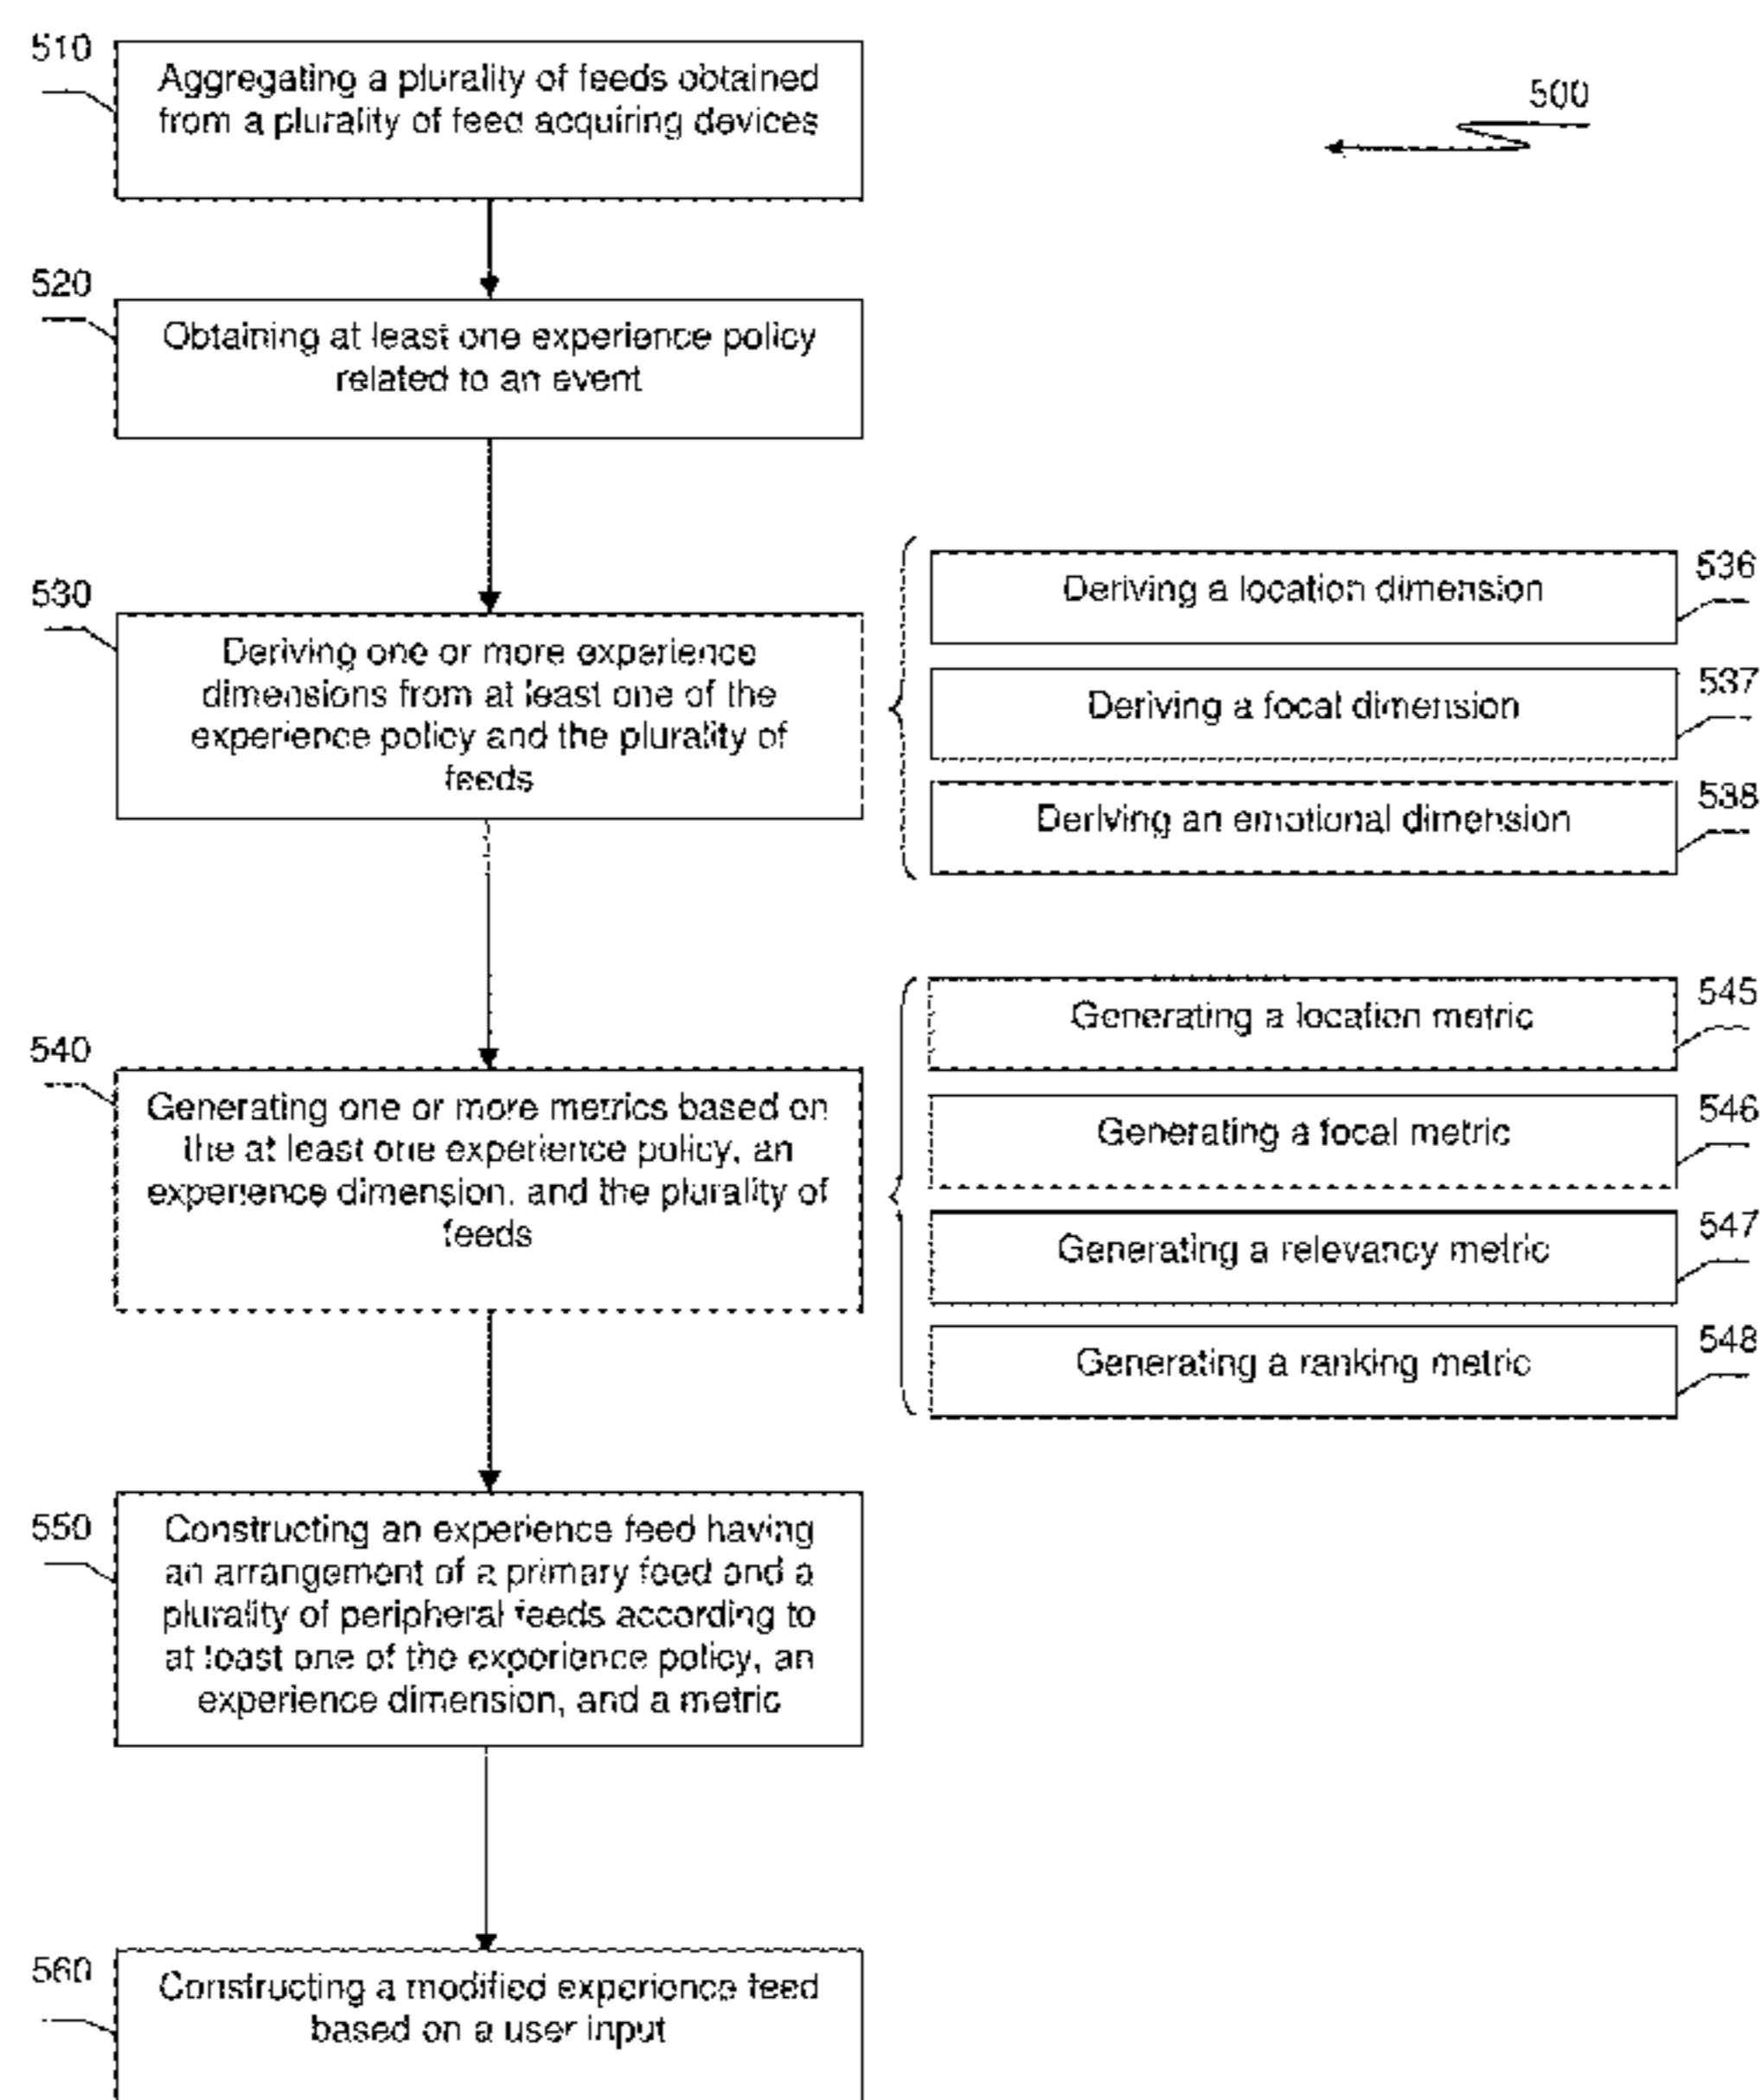 510
Aggregating a plurality of feeds obtained
from a plurality of feed acquiring devices
500
520
Obtaining at least one experience policy
related to an event
530
Deriving one or more experience
dimensions from at least one of the
experience policy and the plurality of
feeds
Deriving a location dimension
536
Deriving a focal dimension
537
Deriving an emotional dimension
538
540
Generating one or more metrics based on
the at least one experience policy, an
experience dimension, and the plurality of
feeds
Generating a location metric
545
Generating a focal metric
546
Generating a relevancy metric
547
Generating a ranking metric
548
550
Constructing an experience feed having
an arrangement of a primary feed and a
plurality of peripheral feeds according to
at least one of the experience policy, an
experience dimension, and a metric
560
Constructing a modified experience feed
based on a user input